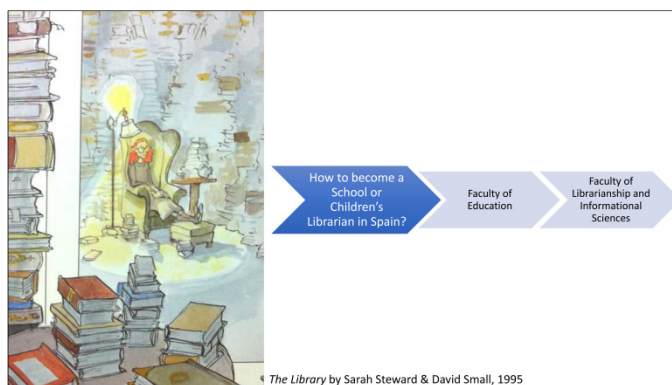 How to become a
School or
Children's
Librarian in Spain?
Faculty of
Education
Faculty of
Librarianship and
Informational
Sciences
The Library by Sarah Steward & David Small, 1995